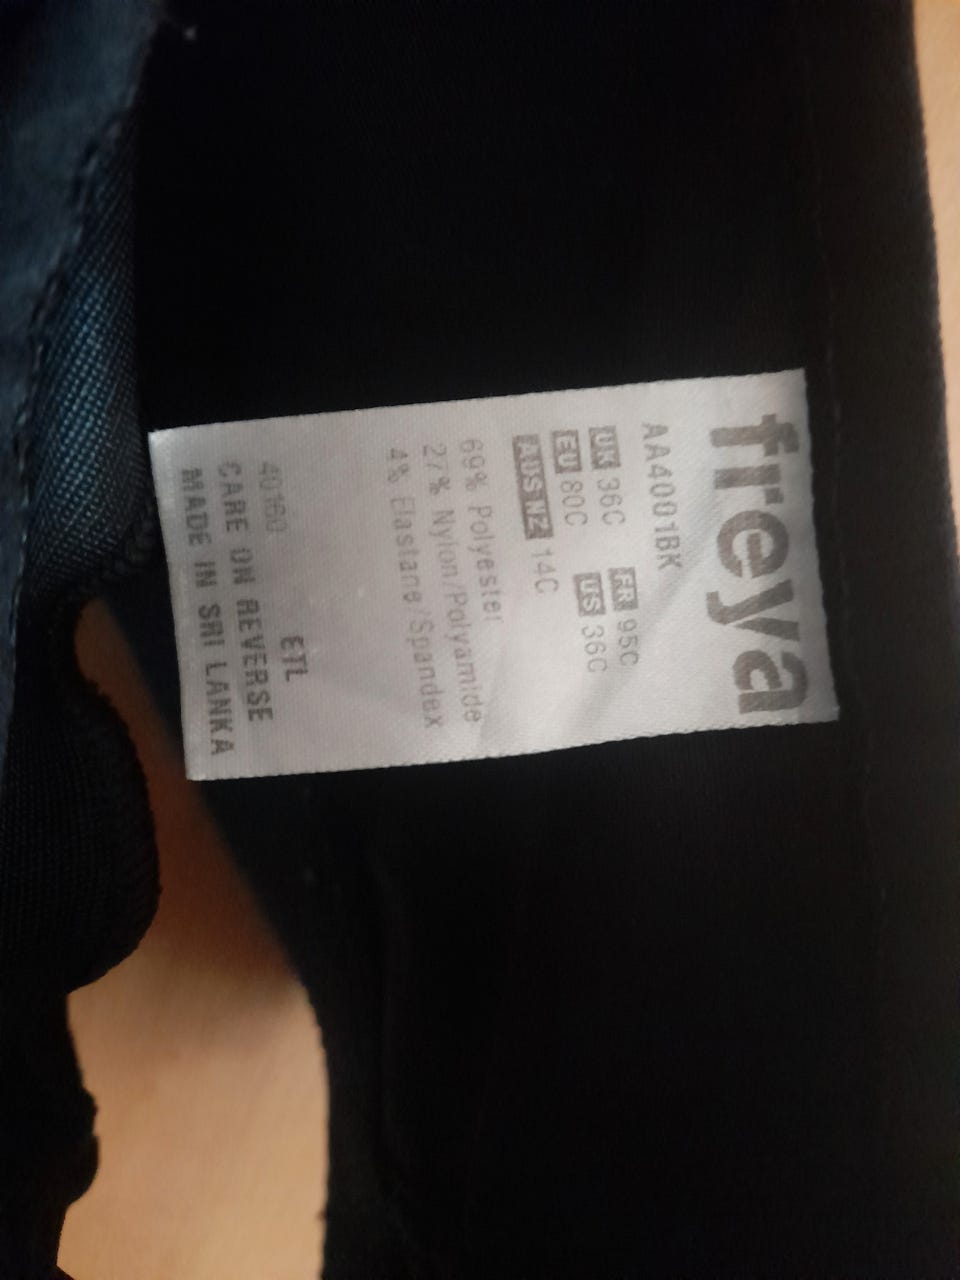 freya
AA4001BK
UK 36C FR 95C
EU 80C US 36C
AUS NZ 14C
69% Polyester
27% Nylon/Polyamide
4% Elastane/Spandex
40160 ETL
CARE ON REVERSE
MADE IN SRI LANKA